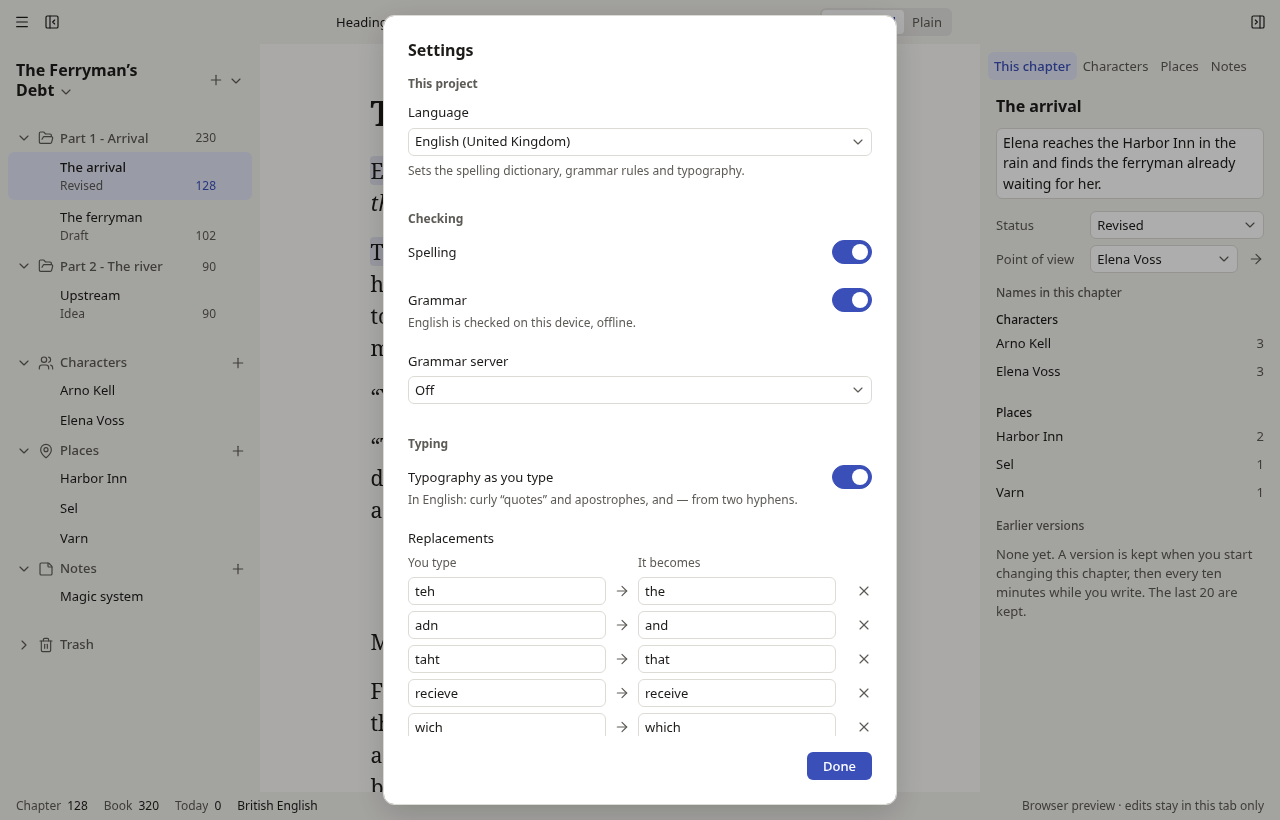 Heading
Plain
The Ferryman’s
Debt
Part 1 - Arrival 230
The arrival
Revised 128
The ferryman
Draft 102
Part 2 - The river 90
Upstream
Idea 90
Characters
Arno Kell
Elena Voss
Places
Harbor Inn
Sel
Varn
Notes
Magic system
Trash
Settings
This project
Language
English (United Kingdom)
Sets the spelling dictionary, grammar rules and typography.
Checking
Spelling
Grammar
English is checked on this device, offline.
Grammar server
Off
Typing
Typography as you type
In English: curly “quotes” and apostrophes, and — from two hyphens.
Replacements
You type It becomes
teh → the
adn → and
taht → that
recieve → receive
wich → which
Done
This chapter Characters Places Notes
The arrival
Elena reaches the Harbor Inn in the
rain and finds the ferryman already
waiting for her.
Status Revised
Point of view Elena Voss
Names in this chapter
Characters
Arno Kell 3
Elena Voss 3
Places
Harbor Inn 2
Sel 1
Varn 1
Earlier versions
None yet. A version is kept when you start
changing this chapter, then every ten
minutes while you write. The last 20 are
kept.
Chapter 128 Book 320 Today 0 British English
Browser preview · edits stay in this tab only